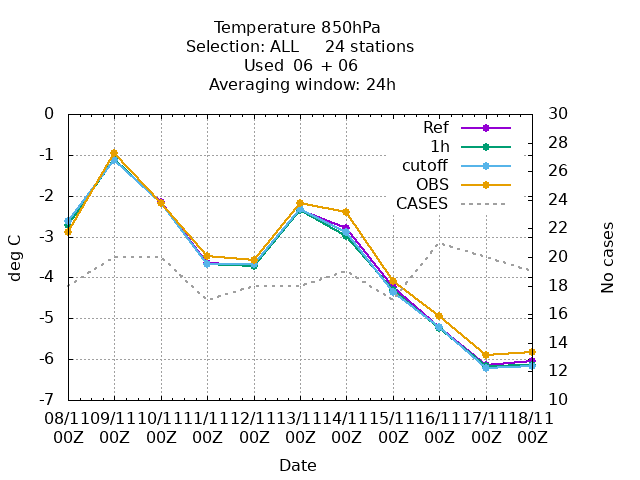 Temperature 850hPa
Selection: ALL     24 stations
Used  06 + 06
Averaging window: 24h
0
-1
-2
-3
-4
-5
-6
-7
deg C
30
28
26
24
22
20
18
16
14
12
10
No cases
Ref
1h
cutoff
OBS
CASES
08/11 09/11 10/11 11/11 12/11 13/11 14/11 15/11 16/11 17/11 18/11
00Z 00Z 00Z 00Z 00Z 00Z 00Z 00Z 00Z 00Z 00Z
Date